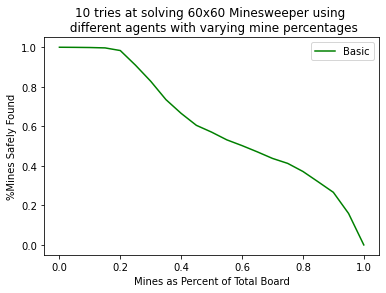 10 tries at solving 60x60 Minesweeper using
different agents with varying mine percentages
Basic
%Mines Safely Found
1.0
0.8
0.6
0.4
0.2
0.0
0.0 0.2 0.4 0.6 0.8 1.0
Mines as Percent of Total Board